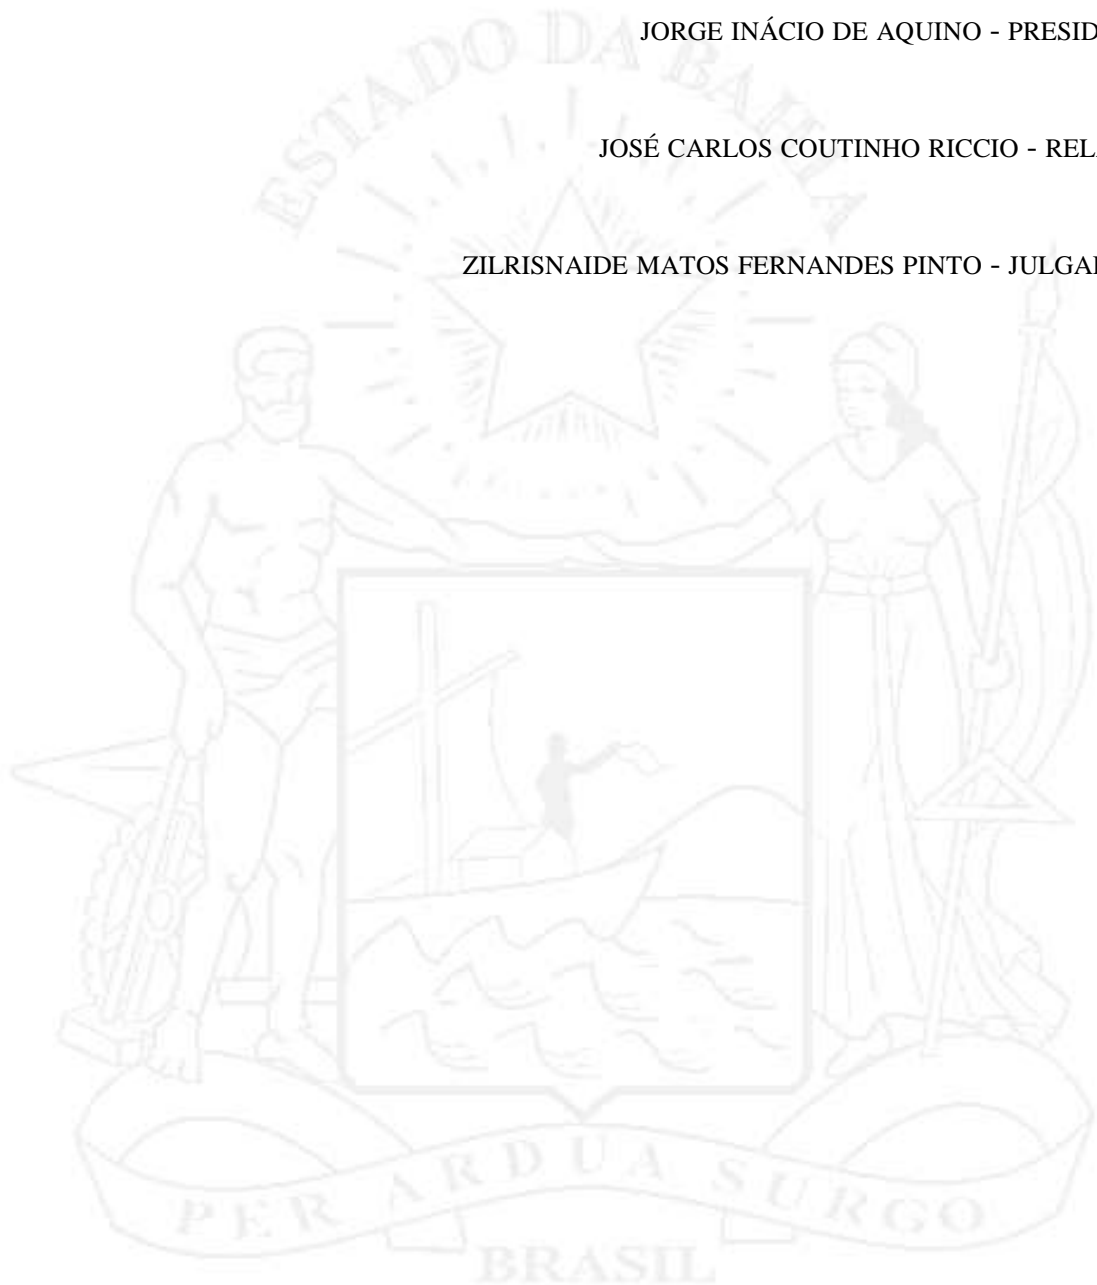 ESTADO DA BAHIA
JORGE INÁCIO DE AQUINO - PRESID
JOSÉ CARLOS COUTINHO RICCIO - REL
ZILRISNAIDE MATOS FERNANDES PINTO - JULGA
PER ARDUA SURGO
BRASIL